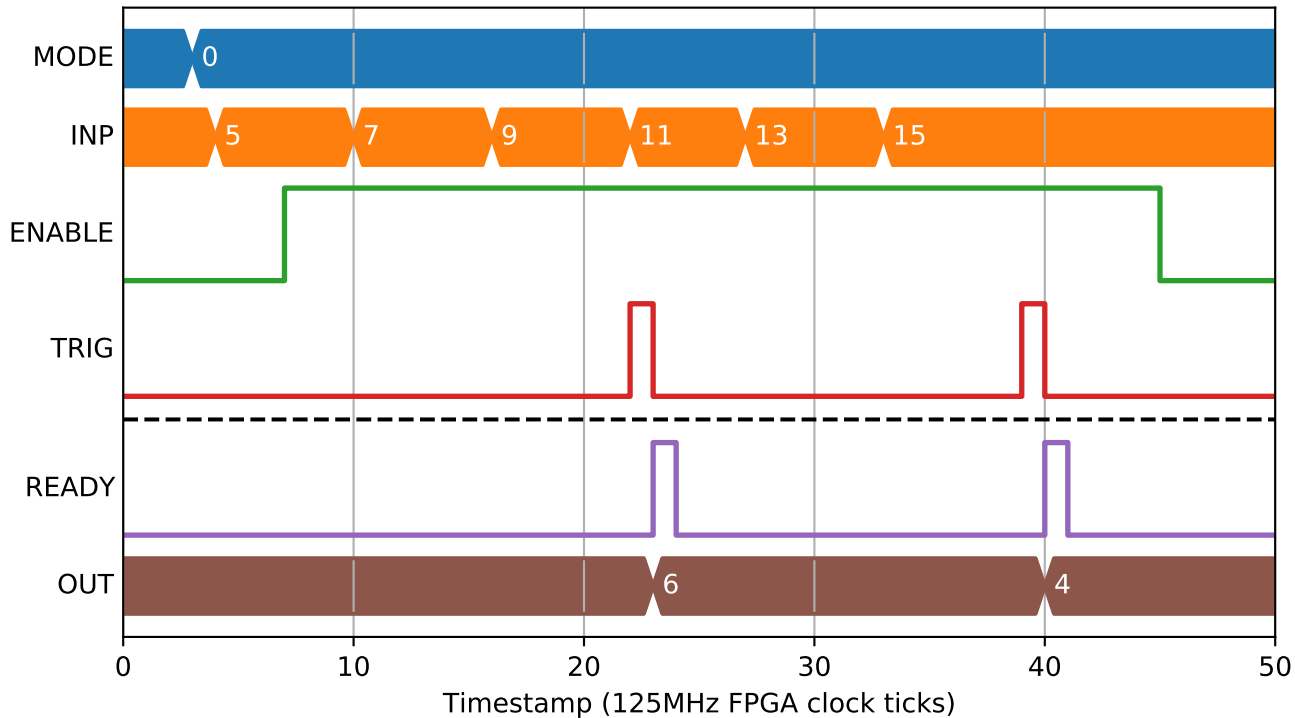 MODE 0
INP 5 7 9 11 13 15
ENABLE
TRIG
READY
OUT 6 4
0 10 20 30 40 50
Timestamp (125MHz FPGA clock ticks)